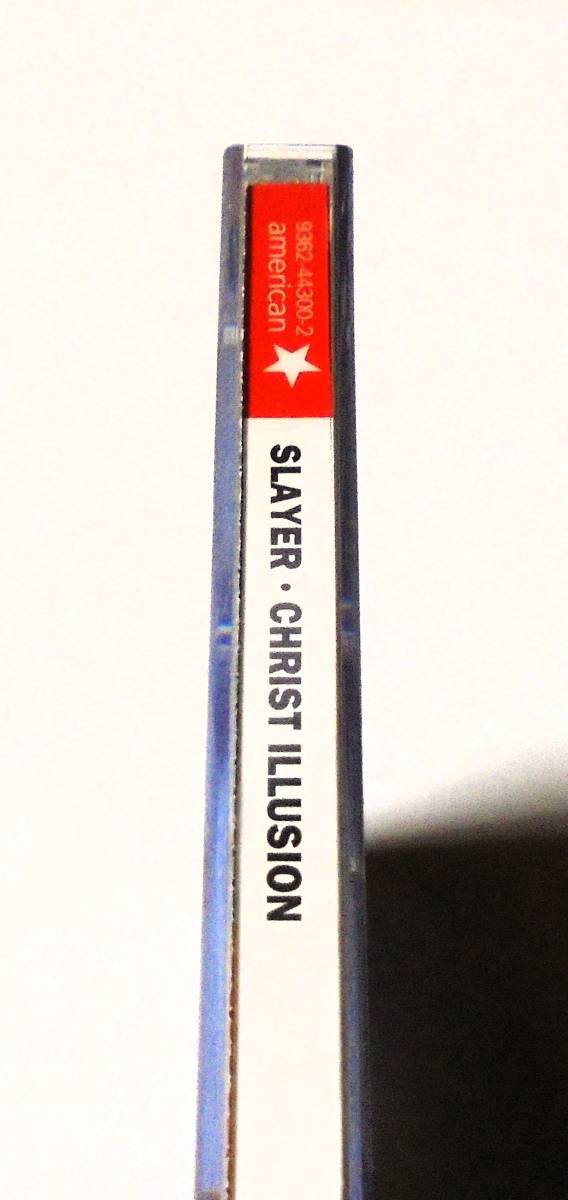 9362-44300-2
american
SLAYER · CHRIST ILLUSION